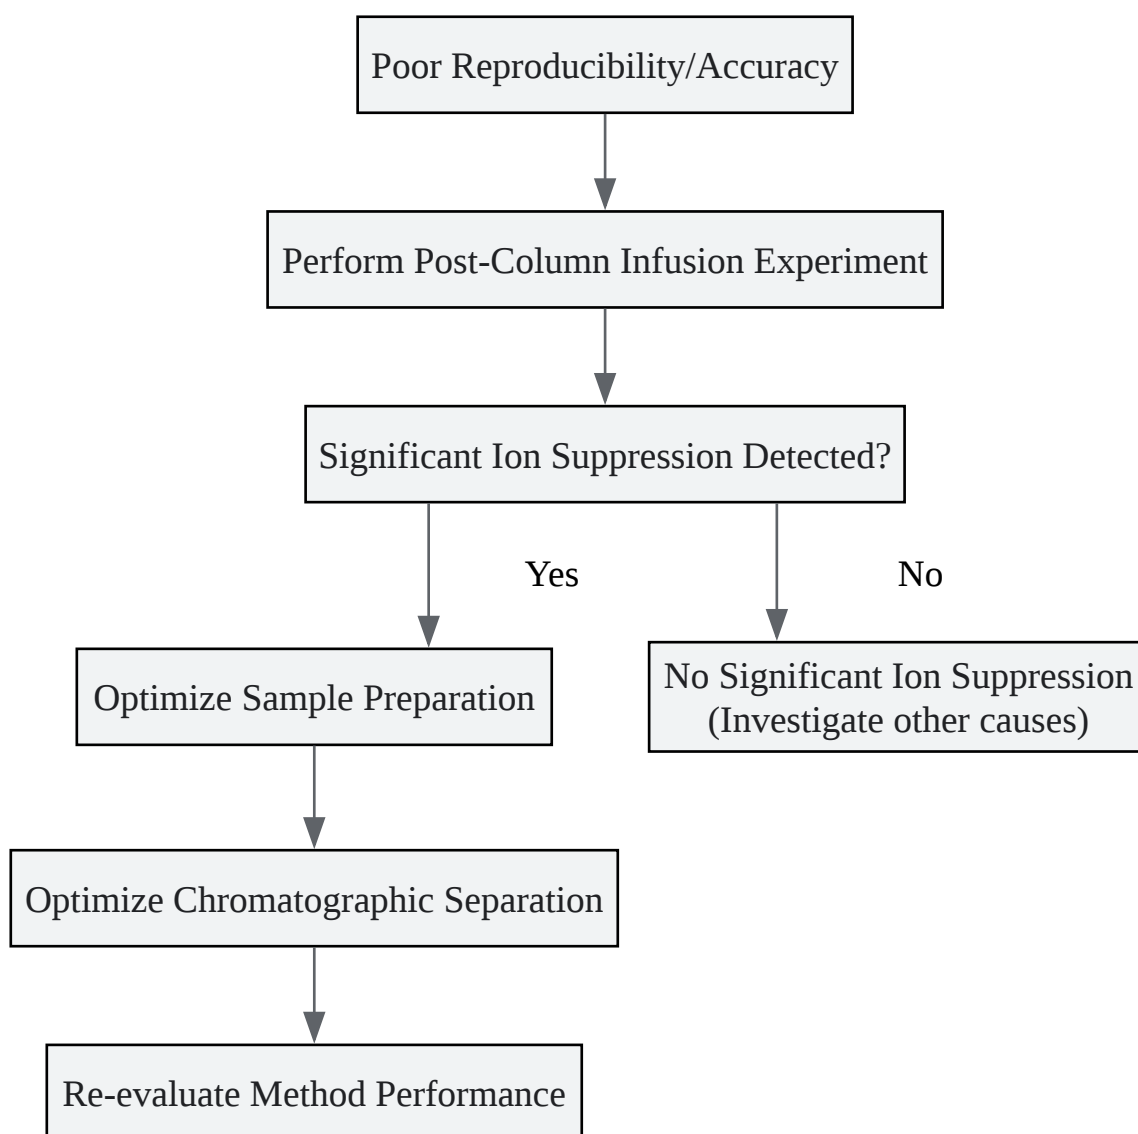 Poor Reproducibility/Accuracy
Perform Post-Column Infusion Experiment
Significant Ion Suppression Detected?
Yes
No
Optimize Sample Preparation
No Significant Ion Suppression
(Investigate other causes)
Optimize Chromatographic Separation
Re-evaluate Method Performance